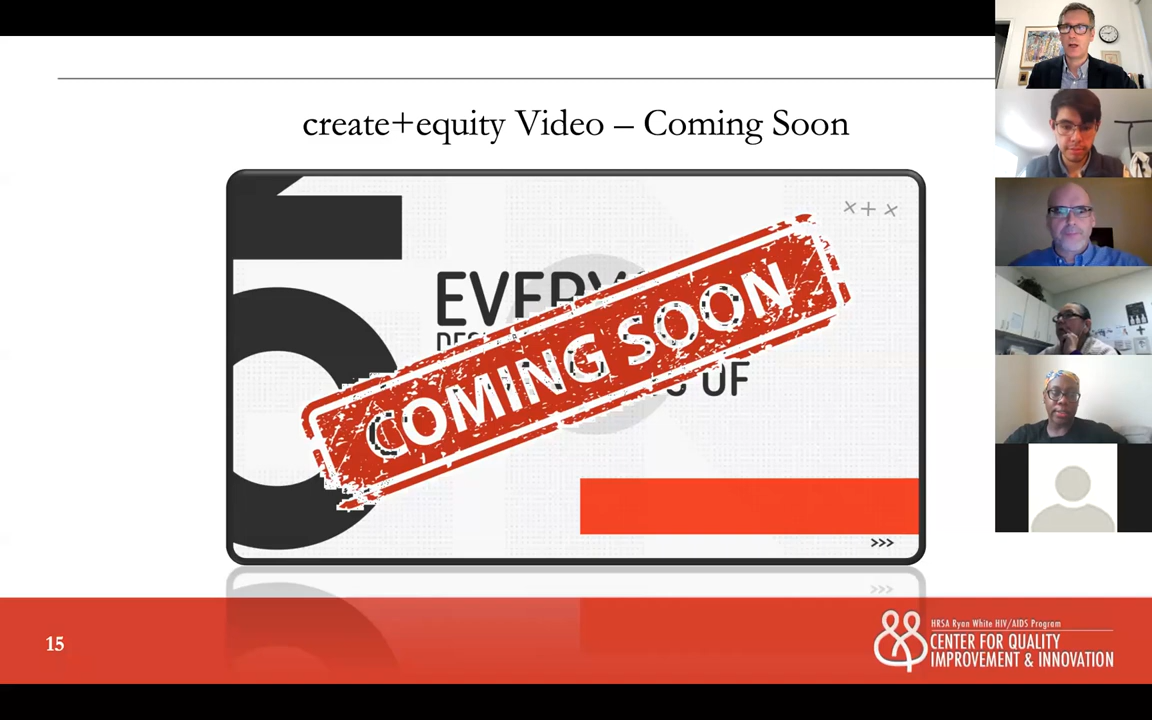 create+equity Video – Coming Soon
COMING SOON
UF
>>>
15
HRSA Ryan White HIV/AIDS Program
CENTER FOR QUALITY
IMPROVEMENT & INNOVATION